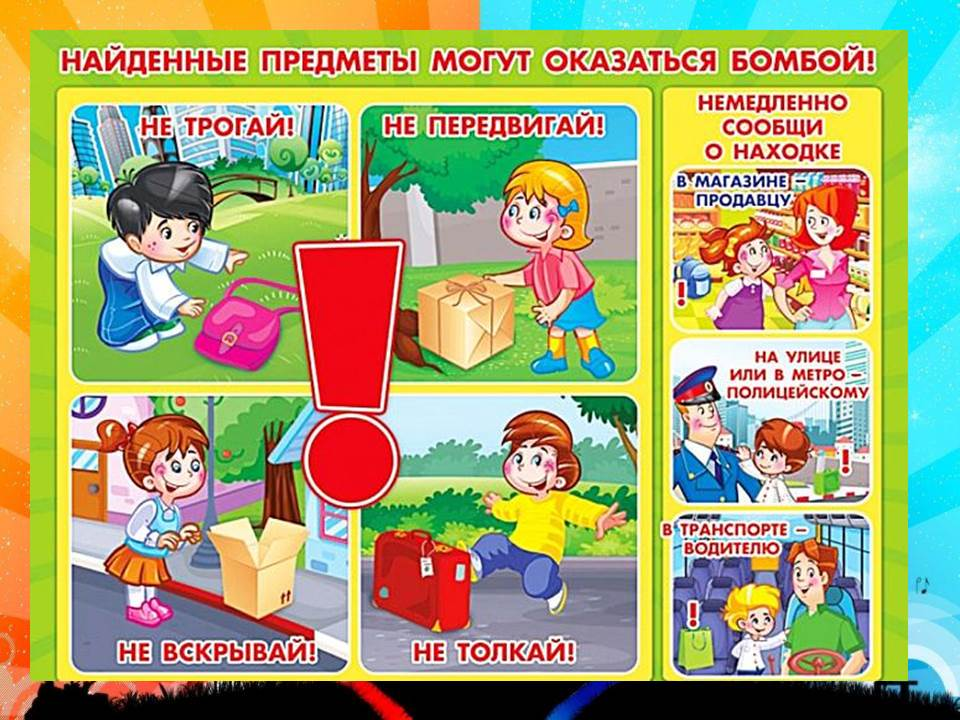 НАЙДЕННЫЕ ПРЕДМЕТЫ МОГУТ ОКАЗАТЬСЯ БОМБОЙ!
НЕ ТРОГАЙ!
НЕ ПЕРЕДВИГАЙ!
НЕ ВСКРЫВАЙ!
НЕ ТОЛКАЙ!
НЕМЕДЛЕННО
СООБЩИ
О НАХОДКЕ
В МАГАЗИНЕ –
ПРОДАВЦУ
НА УЛИЦЕ
ИЛИ В МЕТРО –
ПОЛИЦЕЙСКОМУ
В ТРАНСПОРТЕ –
ВОДИТЕЛЮ